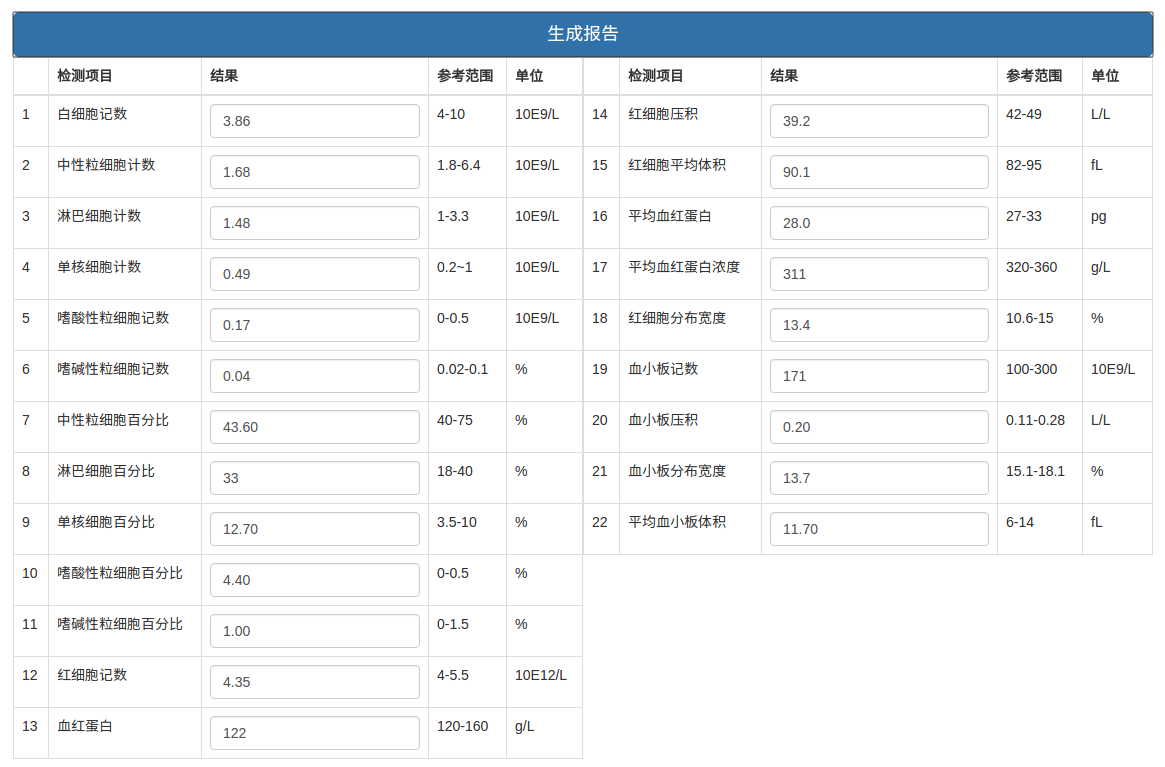 生成报告
检测项目 结果 参考范围 单位
1 白细胞记数 3.86 4-10 10E9/L
2 中性粒细胞计数 1.68 1.8-6.4 10E9/L
3 淋巴细胞计数 1.48 1-3.3 10E9/L
4 单核细胞计数 0.49 0.2~1 10E9/L
5 嗜酸性粒细胞记数 0.17 0-0.5 10E9/L
6 嗜碱性粒细胞记数 0.04 0.02-0.1 %
7 中性粒细胞百分比 43.60 40-75 %
8 淋巴细胞百分比 33 18-40 %
9 单核细胞百分比 12.70 3.5-10 %
10 嗜酸性粒细胞百分比 4.40 0-0.5 %
11 嗜碱性粒细胞百分比 1.00 0-1.5 %
12 红细胞记数 4.35 4-5.5 10E12/L
13 血红蛋白 122 120-160 g/L
检测项目 结果 参考范围 单位
14 红细胞压积 39.2 42-49 L/L
15 红细胞平均体积 90.1 82-95 fL
16 平均血红蛋白 28.0 27-33 pg
17 平均血红蛋白浓度 311 320-360 g/L
18 红细胞分布宽度 13.4 10.6-15 %
19 血小板记数 171 100-300 10E9/L
20 血小板压积 0.20 0.11-0.28 L/L
21 血小板分布宽度 13.7 15.1-18.1 %
22 平均血小板体积 11.70 6-14 fL